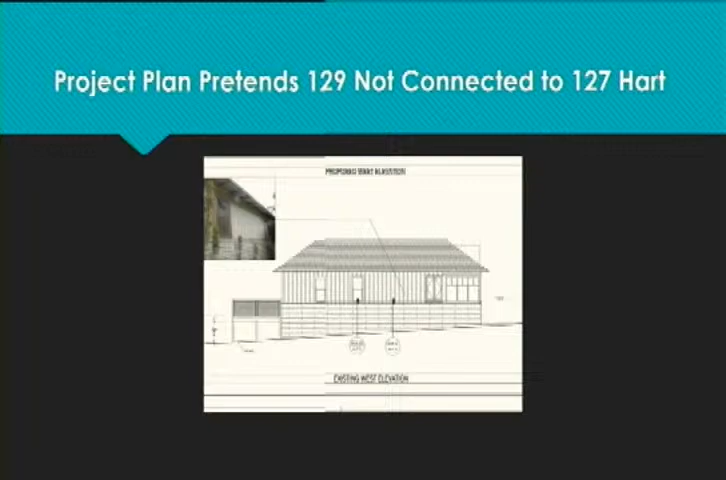 Project Plan Pretends 129 Not Connected to 127 Hart
PROPOSED WEST ELEVATION
EXISTING WEST ELEVATION